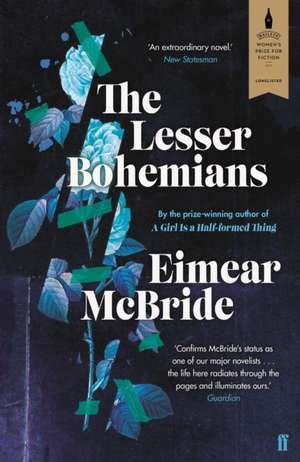 'An extraordinary novel.'
New Statesman
BAILEYS
WOMEN'S
PRIZE FOR
FICTION
LONGLISTED
The
Lesser
Bohemians
By the prize-winning author of
A Girl Is a Half-formed Thing
Eimear
McBride
'Confirms McBride's status as
one of our major novelists . . .
the life here radiates through the
pages and illuminates ours.'
Guardian
ff